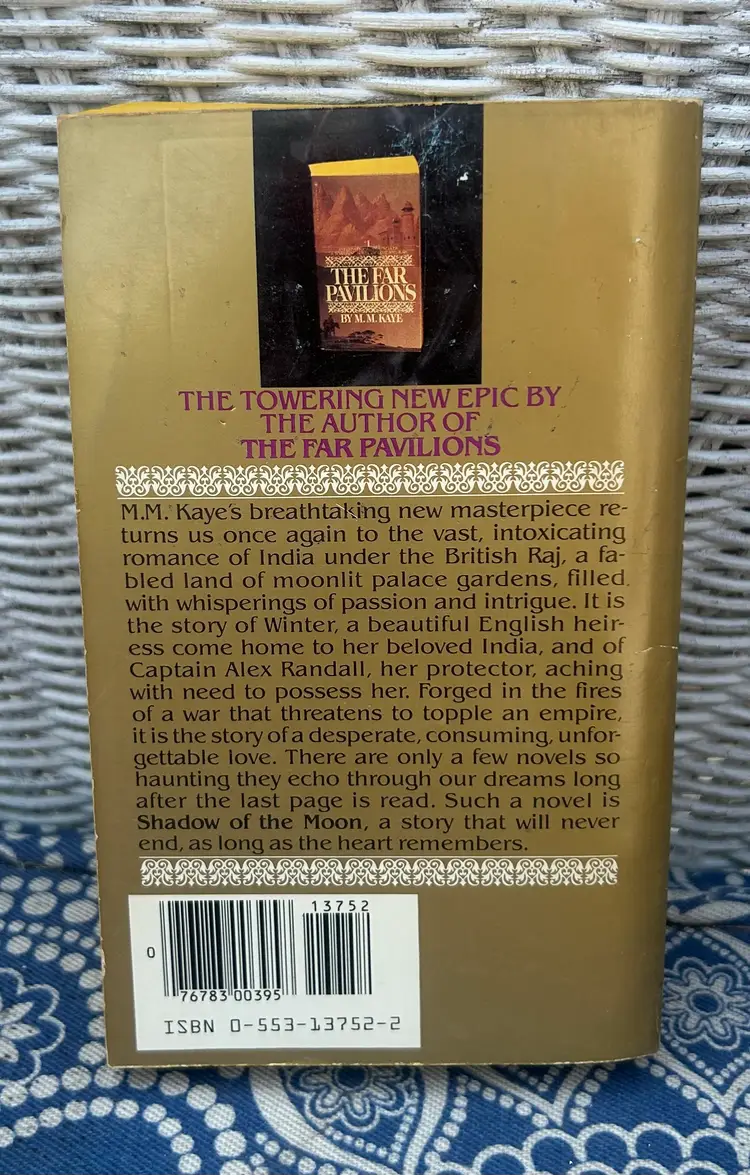 THE FAR
PAVILIONS
BY M. M. KAYE
THE TOWERING NEW EPIC BY
THE AUTHOR OF
THE FAR PAVILIONS
M.M. Kaye's breathtaking new masterpiece re-
turns us once again to the vast, intoxicating
romance of India under the British Raj, a fa-
bled land of moonlit palace gardens, filled
with whisperings of passion and intrigue. It is
the story of Winter, a beautiful English heir-
ess come home to her beloved India, and of
Captain Alex Randall, her protector, aching
with need to possess her. Forged in the fires
of a war that threatens to topple an empire,
it is the story of a desperate, consuming, unfor-
gettable love. There are only a few novels so
haunting they echo through our dreams long
after the last page is read. Such a novel is
Shadow of the Moon, a story that will never
end, as long as the heart remembers.
13752
0
76783 00395
ISBN 0-553-13752-2